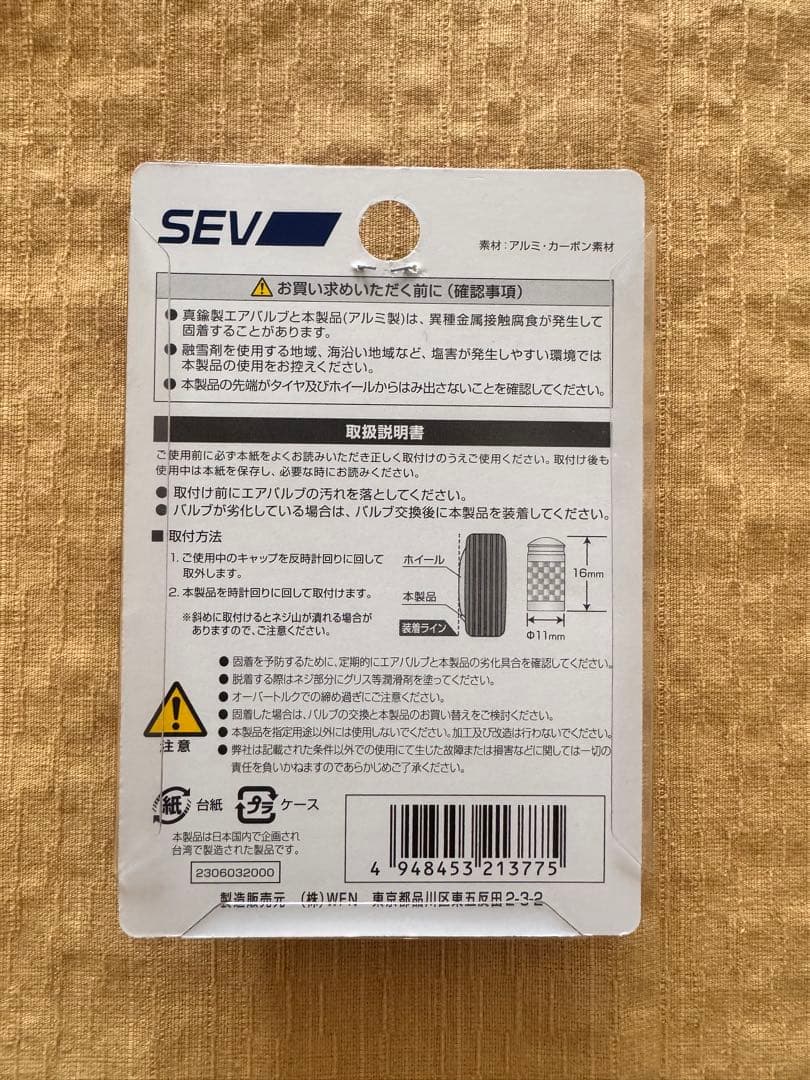 SEV
素材:アルミ・カーボン素材
お買い求めいただく前に(確認事項)
● 真鍮製エアバルブと本製品(アルミ製)は、異種金属接触腐食が発生して
固着することがあります。
● 融雪剤を使用する地域、海沿い地域など、塩害が発生しやすい環境では
本製品の使用をお控えください。
● 本製品の先端がタイヤ及びホイールからはみ出さないことを確認してください。
取扱説明書
ご使用前に必ず本紙をよくお読みいただき正しく取付けのうえご使用ください。取付け後も
使用中は本紙を保存し、必要な時にお読みください。
● 取付け前にエアバルブの汚れを落としてください。
● バルブが劣化している場合は、バルブ交換後に本製品を装着してください。
■ 取付方法
1. ご使用中のキャップを反時計回りに回して
取外します。
2. 本製品を時計回りに回して取付けます。
※斜めに取付けるとネジ山が潰れる場合が
ありますので、ご注意ください。
ホイール
本製品
装着ライン
16mm
Φ11mm
注意
● 固着を予防するために、定期的にエアバルブと本製品の劣化具合を確認してください。
● 脱着する際はネジ部分にグリス等潤滑剤を塗ってください。
● オーバートルクでの締め過ぎにご注意ください。
● 固着した場合は、バルブの交換と本製品のお買い替えをご検討ください。
● 本製品を指定用途以外には使用しないでください。加工及び改造は行わないでください。
● 弊社は記載された条件以外での使用にて生じた故障または損害などに関しては一切の
責任を負いかねますのであらかじめご了承ください。
紙 台紙 プラ ケース
本製品は日本国内で企画され
台湾で製造された製品です。
2306032000
4 948453 213775
製造販売元 (株)WFN 東京都品川区東五反田2-3-2